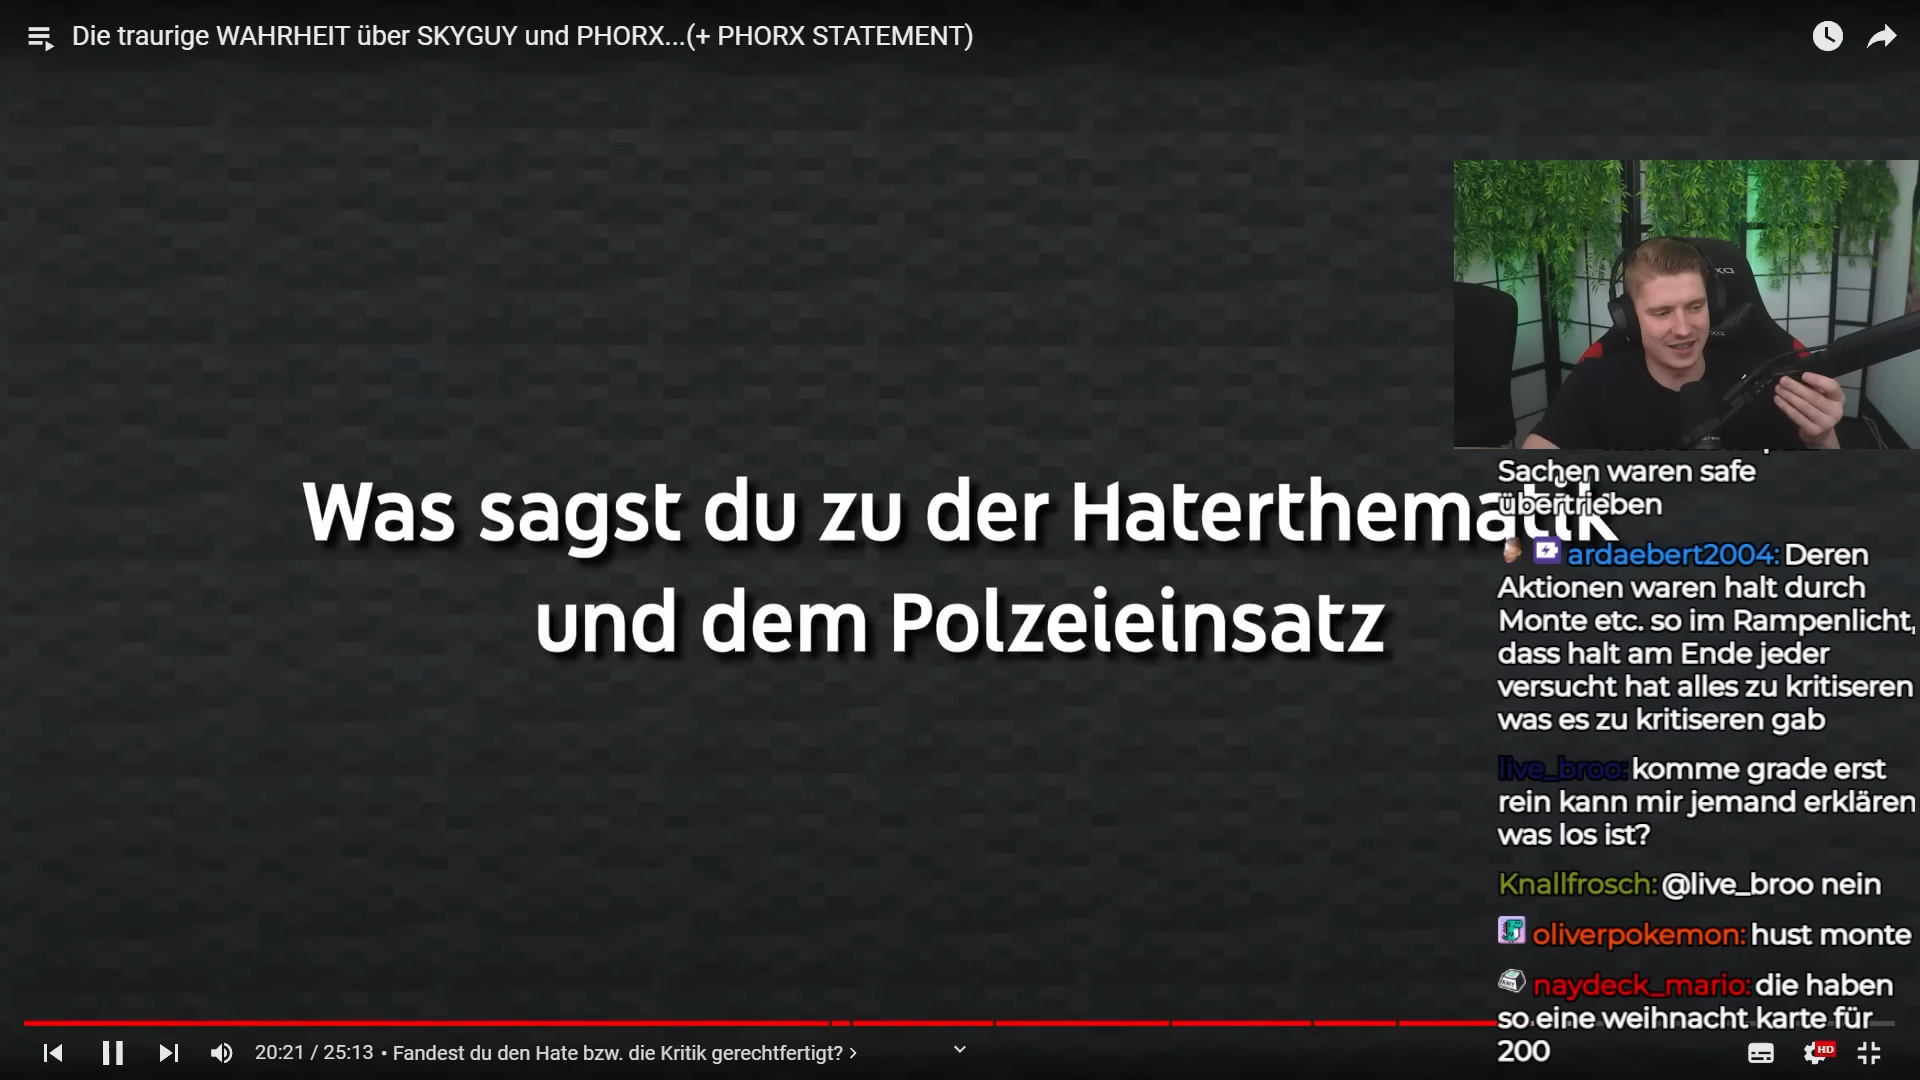 Die traurige WAHRHEIT über SKYGUY und PHORX...(+ PHORX STATEMENT)
Was sagst du zu der Haterthematik
und dem Polzeieinsatz
Sachen waren safe
übertrieben
ardaebert2004: Deren
Aktionen waren halt durch
Monte etc. so im Rampenlicht,
dass halt am Ende jeder
versucht hat alles zu kritiseren
was es zu kritiseren gab
live_broo: komme grade erst
rein kann mir jemand erklären
was los ist?
Knallfrosch: @live_broo nein
oliverpokemon: hust monte
naydeck_mario: die haben
so eine weihnacht karte für
200
20:21 / 25:13 • Fandest du den Hate bzw. die Kritik gerechtfertigt? ›
HD